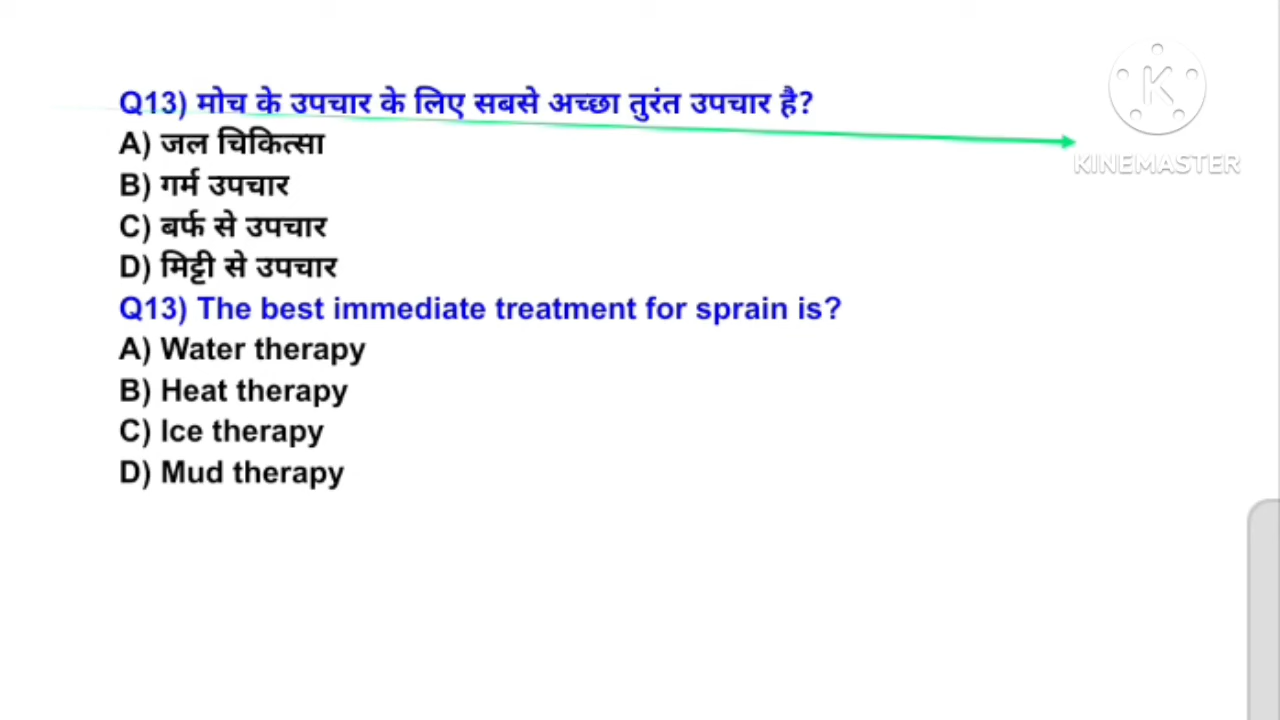 Q13) मोच के उपचार के लिए सबसे अच्छा तुरंत उपचार है?
A) जल चिकित्सा
B) गर्म उपचार
C) बर्फ से उपचार
D) मिट्टी से उपचार
Q13) The best immediate treatment for sprain is?
A) Water therapy
B) Heat therapy
C) Ice therapy
D) Mud therapy
K
KINEMASTER